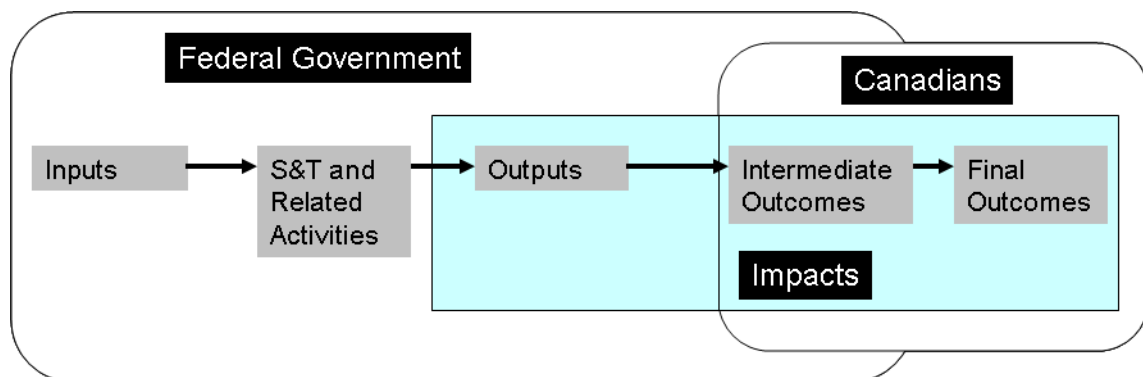 Federal Government
Canadians
Inputs
S&T and
Related
Activities
Outputs
Intermediate
Outcomes
Final
Outcomes
Impacts